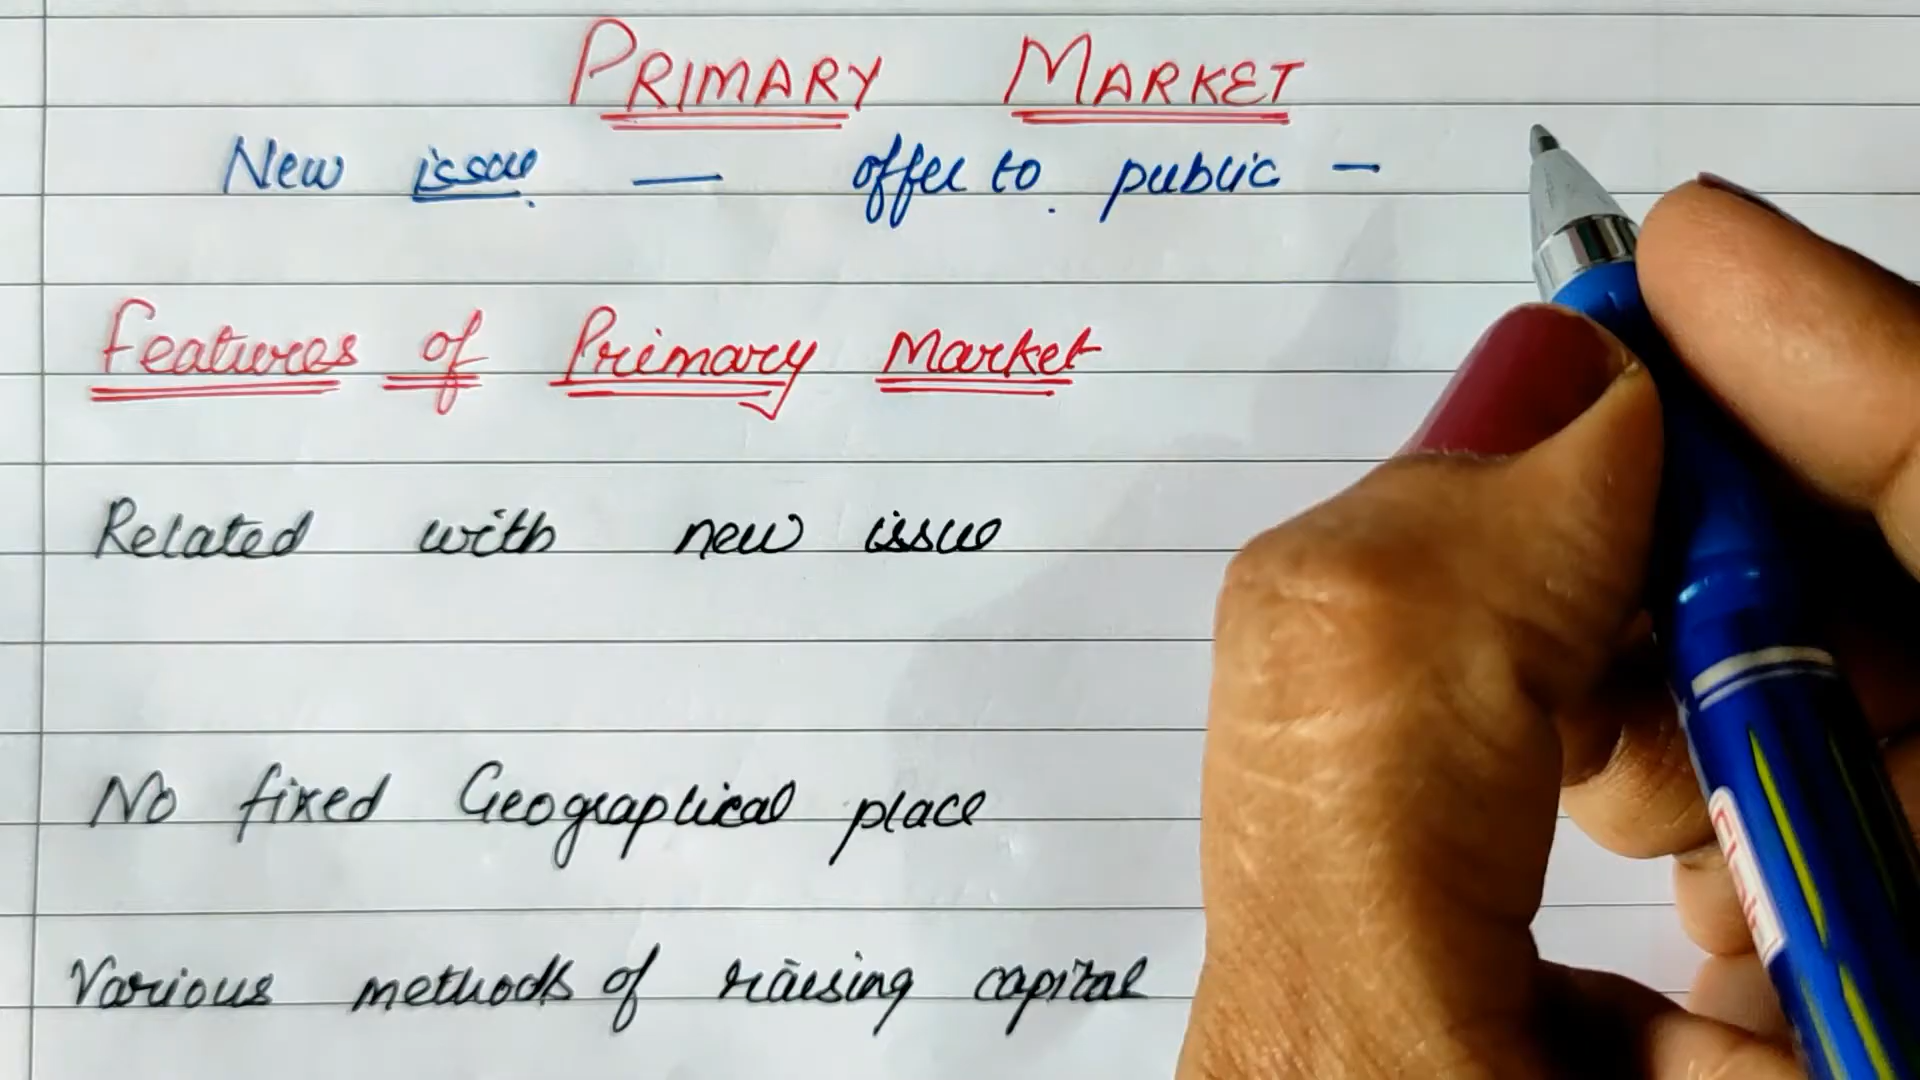 PRIMARY MARKET
New issue — offer to public —
Features of Primary Market
Related with new issue
No fixed Geographical place
Various methods of raising capital